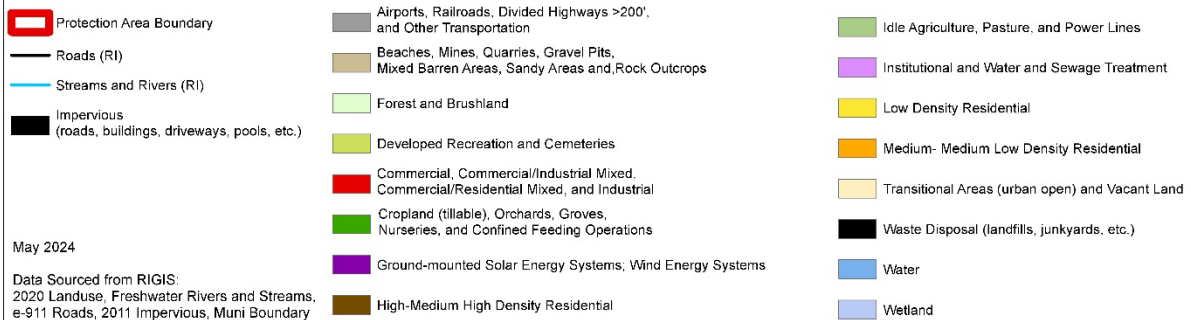 Protection Area Boundary
Roads (RI)
Streams and Rivers (RI)
Impervious
(roads, buildings, driveways, pools, etc.)
May 2024
Data Sourced from RIGIS:
2020 Landuse, Freshwater Rivers and Streams,
e-911 Roads, 2011 Impervious, Muni Boundary
Airports, Railroads, Divided Highways >200',
and Other Transportation
Beaches, Mines, Quarries, Gravel Pits,
Mixed Barren Areas, Sandy Areas and,Rock Outcrops
Forest and Brushland
Developed Recreation and Cemeteries
Commercial, Commercial/Industrial Mixed,
Commercial/Residential Mixed, and Industrial
Cropland (tillable), Orchards, Groves,
Nurseries, and Confined Feeding Operations
Ground-mounted Solar Energy Systems; Wind Energy Systems
High-Medium High Density Residential
Idle Agriculture, Pasture, and Power Lines
Institutional and Water and Sewage Treatment
Low Density Residential
Medium- Medium Low Density Residential
Transitional Areas (urban open) and Vacant Land
Waste Disposal (landfills, junkyards, etc.)
Water
Wetland